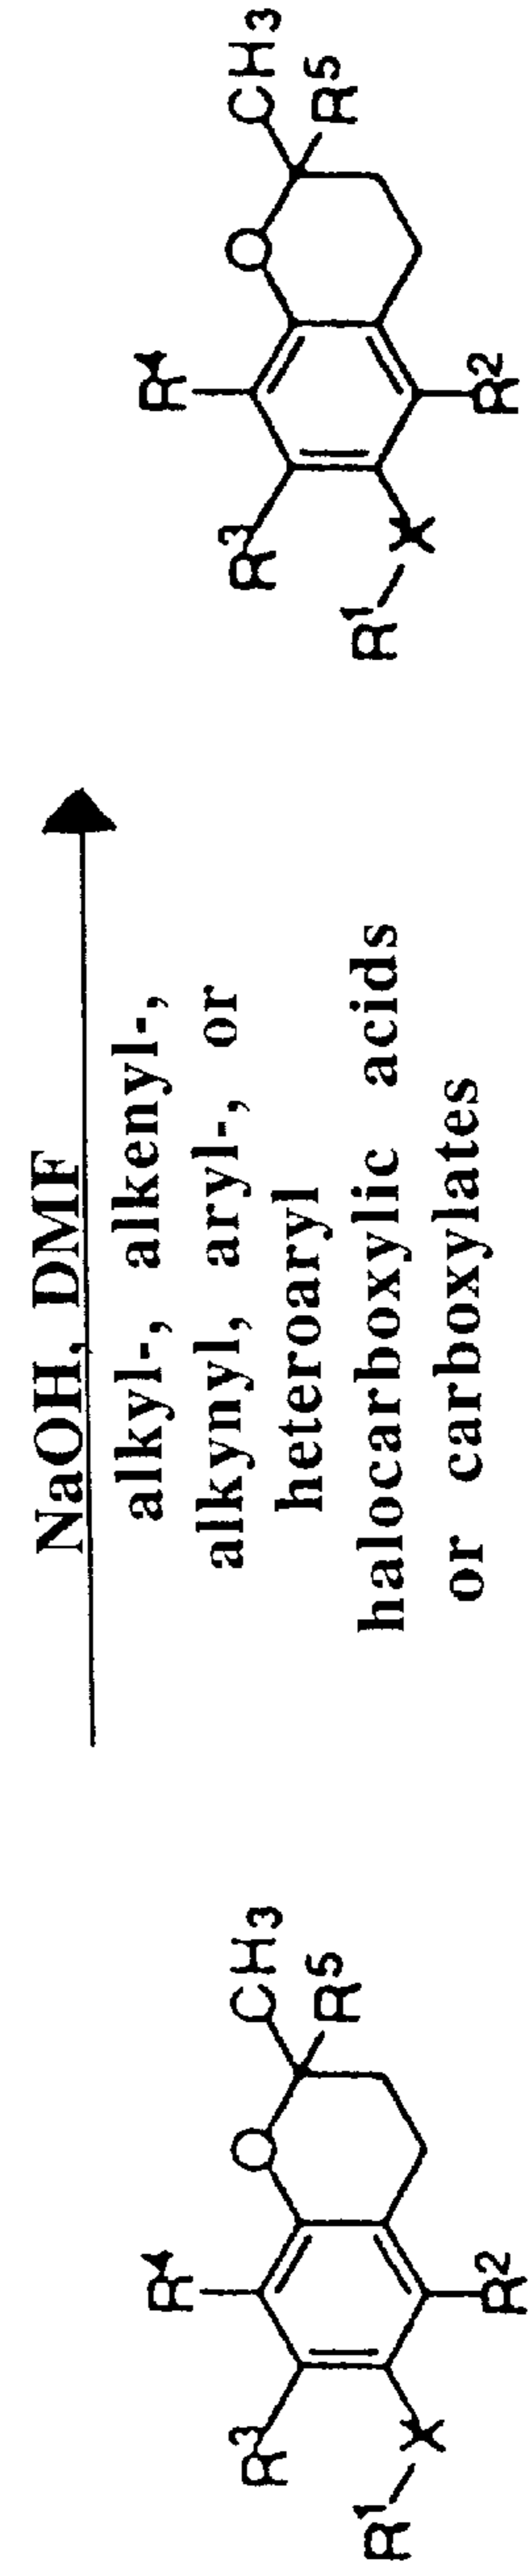 R⁴
R³ O CH₃
R⁵
R¹ X
R²
NaOH, DMF
alkyl-, alkenyl-,
alkynyl, aryl-, or
heteroaryl
halocarboxylic acids
or carboxylates
R⁴
R³ O CH₃
R⁵
R¹ X
R²